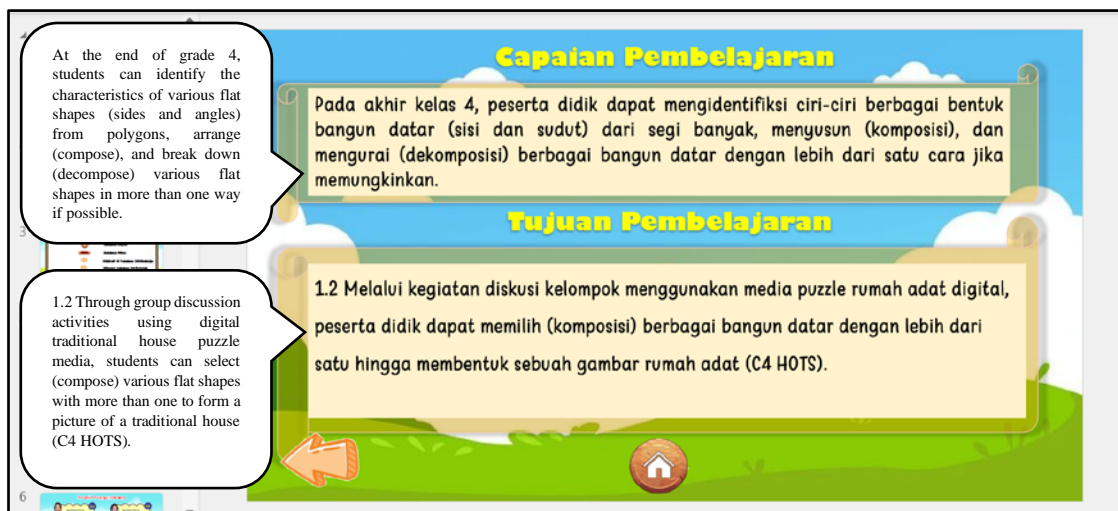 At the end of grade 4,
students can identify the
characteristics of various flat
shapes (sides and angles)
from polygons, arrange
(compose), and break down
(decompose) various flat
shapes in more than one way
if possible.
1.2 Through group discussion
activities using digital
traditional house puzzle
media, students can select
(compose) various flat shapes
with more than one to form a
picture of a traditional house
(C4 HOTS).
3
6
Capaian Pembelajaran
Pada akhir kelas 4, peserta didik dapat mengidentifiksi ciri-ciri berbagai bentuk
bangun datar (sisi dan sudut) dari segi banyak, menyusun (komposisi), dan
mengurai (dekomposisi) berbagai bangun datar dengan lebih dari satu cara jika
memungkinkan.
Tujuan Pembelajaran
1.2 Melalui kegiatan diskusi kelompok menggunakan media puzzle rumah adat digital,
peserta didik dapat memilih (komposisi) berbagai bangun datar dengan lebih dari
satu hingga membentuk sebuah gambar rumah adat (C4 HOTS).